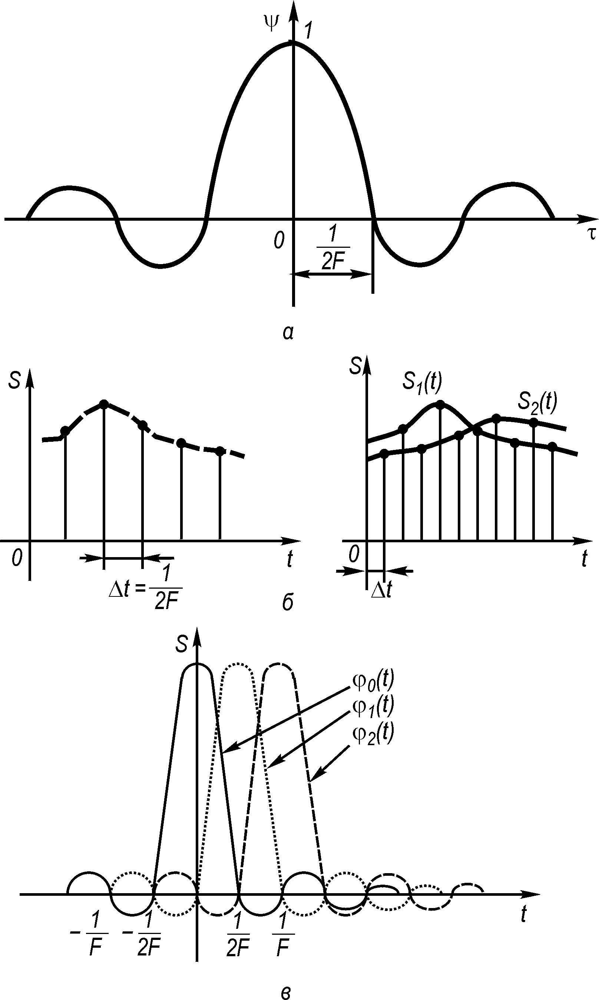 ψ 1
0 1/2F τ
а
S
0 t
Δt = 1/2F
S S₁(t) S₂(t)
0 t
Δt
б
S
φ₀(t)
φ₁(t)
φ₂(t)
t
-1/F -1/2F 1/2F 1/F
в